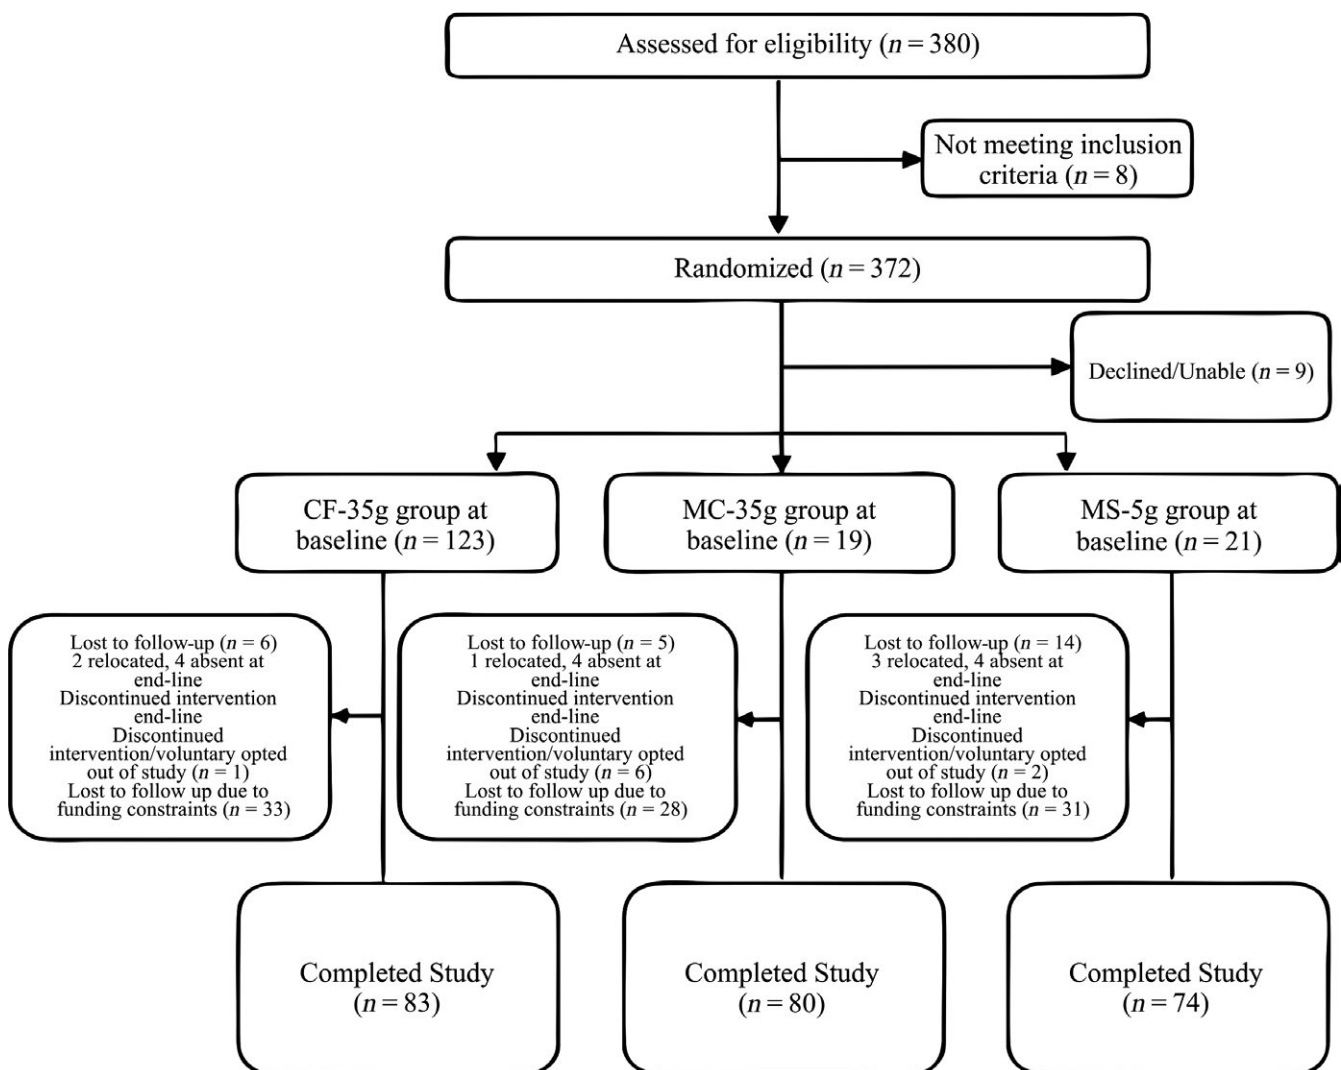 Assessed for eligibility (n = 380)
Not meeting inclusion
criteria (n = 8)
Randomized (n = 372)
Declined/Unable (n = 9)
CF-35g group at
baseline (n = 123)
MC-35g group at
baseline (n = 19)
MS-5g group at
baseline (n = 21)
Lost to follow-up (n = 6)
2 relocated, 4 absent at
end-line
Discontinued intervention
end-line
Discontinued
intervention/voluntary opted
out of study (n = 1)
Lost to follow up due to
funding constraints (n = 33)
Lost to follow-up (n = 5)
1 relocated, 4 absent at
end-line
Discontinued intervention
end-line
Discontinued
intervention/voluntary opted
out of study (n = 6)
Lost to follow up due to
funding constraints (n = 28)
Lost to follow-up (n = 14)
3 relocated, 4 absent at
end-line
Discontinued intervention
end-line
Discontinued
intervention/voluntary opted
out of study (n = 2)
Lost to follow up due to
funding constraints (n = 31)
Completed Study
(n = 83)
Completed Study
(n = 80)
Completed Study
(n = 74)